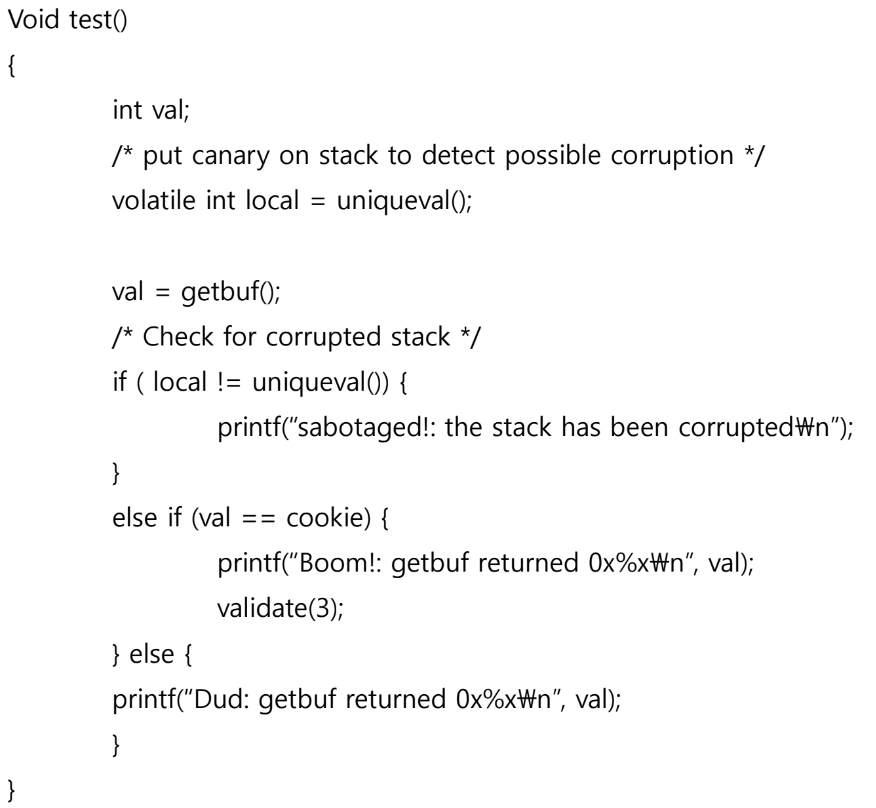 Void test()
{
int val;
/* put canary on stack to detect possible corruption */
volatile int local = uniqueval();
val = getbuf();
/* Check for corrupted stack */
if ( local != uniqueval()) {
printf("sabotaged!: the stack has been corrupted₩n");
}
else if (val == cookie) {
printf("Boom!: getbuf returned 0x%x₩n", val);
validate(3);
} else {
printf("Dud: getbuf returned 0x%x₩n", val);
}
}